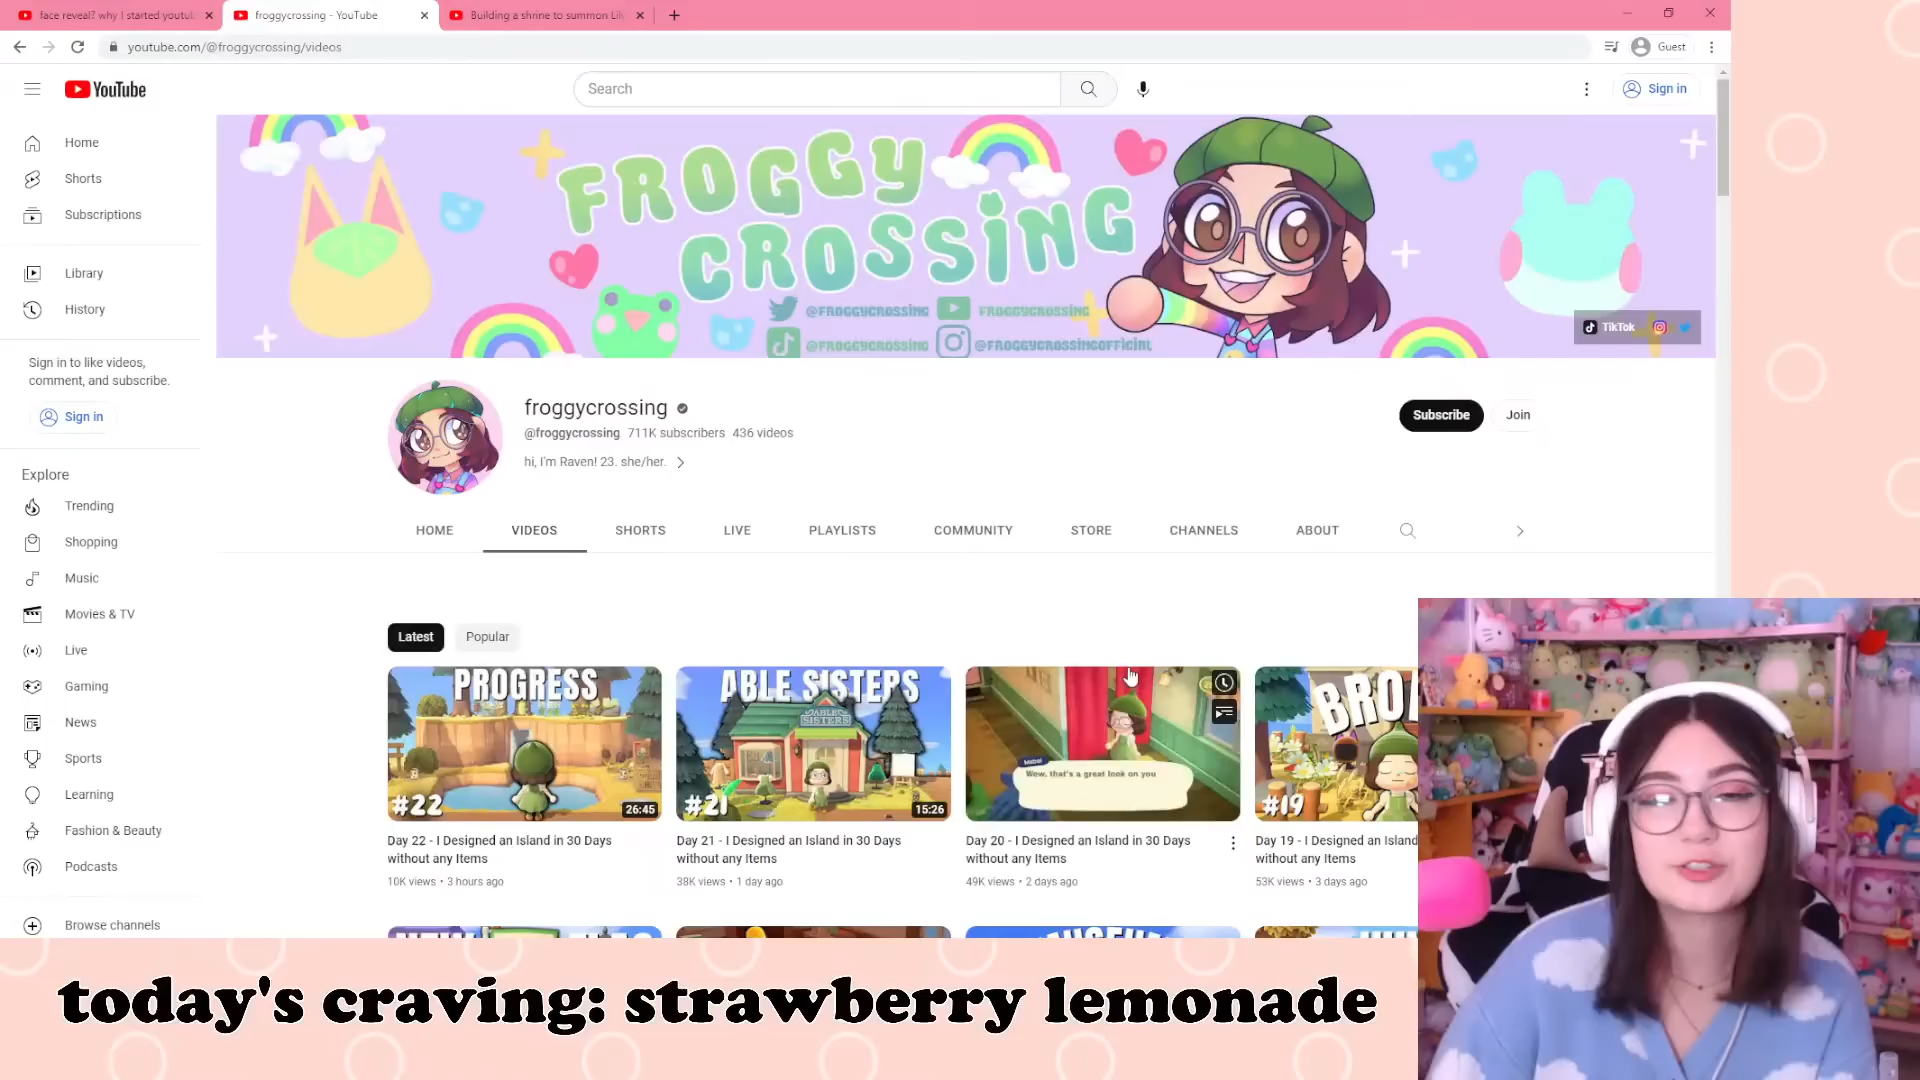 face reveal? why I started youtu
froggycrossing - YouTube
Building a shrine to summon Lil
youtube.com/@froggycrossing/videos
Guest
YouTube
Search
Sign in
Home
Shorts
Subscriptions
Library
History
Sign in to like videos,
comment, and subscribe.
Sign in
Explore
Trending
Shopping
Music
Movies & TV
Live
Gaming
News
Sports
Learning
Fashion & Beauty
Podcasts
Browse channels
FROGGY
CROSSING
@FROGGYCROSSING FROGGYCROSSING
@FROGGYCROSSING @FROGGYCROSSINGOFFICIAL
TikTok
froggycrossing
@froggycrossing 711K subscribers 436 videos
hi, I'm Raven! 23. she/her.
Subscribe
Join
HOME VIDEOS SHORTS LIVE PLAYLISTS COMMUNITY STORE CHANNELS ABOUT
Latest Popular
PROGRESS
#22
26:45
Day 22 - I Designed an Island in 30 Days
without any Items
10K views • 3 hours ago
ABLE SISTERS
ABLE SISTERS
#21
15:26
Day 21 - I Designed an Island in 30 Days
without any Items
38K views • 1 day ago
Mabel
Wow, that's a great look on you
Day 20 - I Designed an Island in 30 Days
without any Items
49K views • 2 days ago
BRO
#19
Day 19 - I Designed an Island
without any Items
53K views • 3 days ago
today's craving: strawberry lemonade